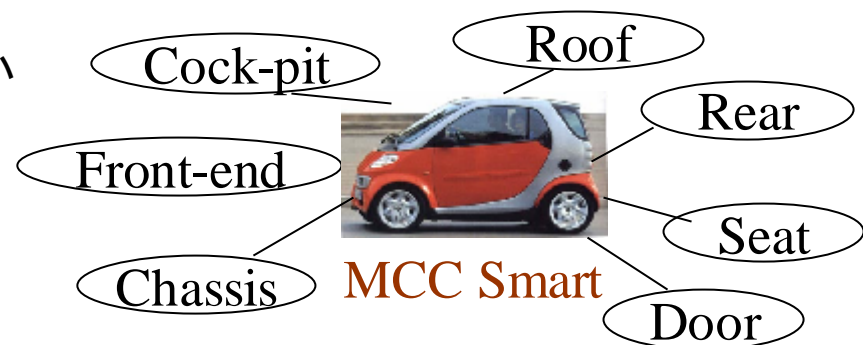 Cock-pit
Roof
Rear
Front-end
Seat
Chassis
MCC Smart
Door